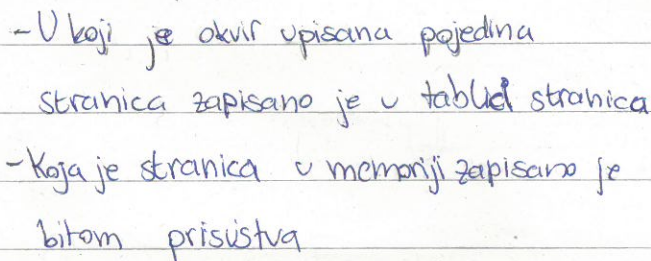 - U koji je okvir upisana pojedina
stranica zapisano je u tablici stranica
- Koja je stranica u memoriji zapisano je
bitom prisustva